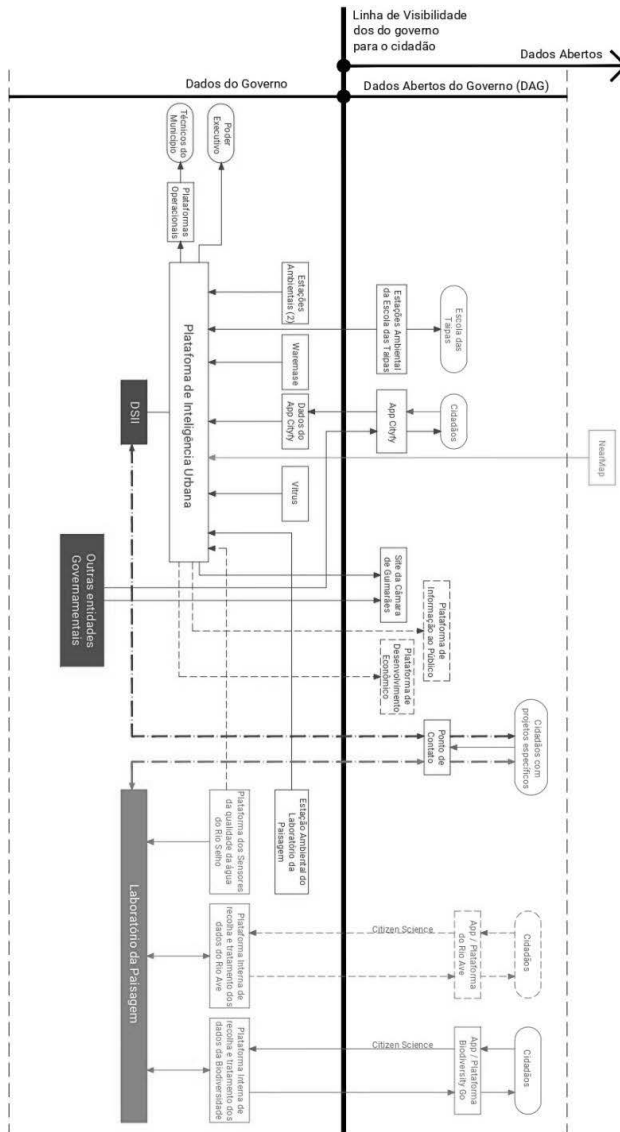 Linha de Visibilidade
dos do governo
para o cidadão
Dados Abertos
Dados do Governo
Dados Abertos do Governo (DAG)
Técnicos do
Município
Poder
Executivo
Plataformas
Operacionais
Estações
Ambientais (2)
Estações Ambiental
da Escola das Taipas
Escola das
Taipas
Plataforma de Inteligência
Urbana
Waremase
DSII
Dados do
App Cityfy
App Cityfy
Cidadãos
NearMap
Vitrus
Outras entidades
Governamentais
Site da Câmara
de Guimarães
Plataforma de
Informação ao Público
Plataforma de
Desenvolvimento
Econômico
Ponto de
Contato
Cidadãos com
projetos específicos
Estação Ambiental do
Laboratório da
Paisagem
Plataforma dos Sensores
da qualidade da água
do Rio Selho
Laboratório da Paisagem
Plataforma Interna de
recolha e tratamento dos
dados do Rio Ave
Citizen Science
App / Plataforma
do Rio Ave
Cidadãos
Plataforma Interna de
recolha e tratamento dos
dados da Biodiversidade
Citizen Science
App / Plataforma
Biodiversity Go
Cidadãos